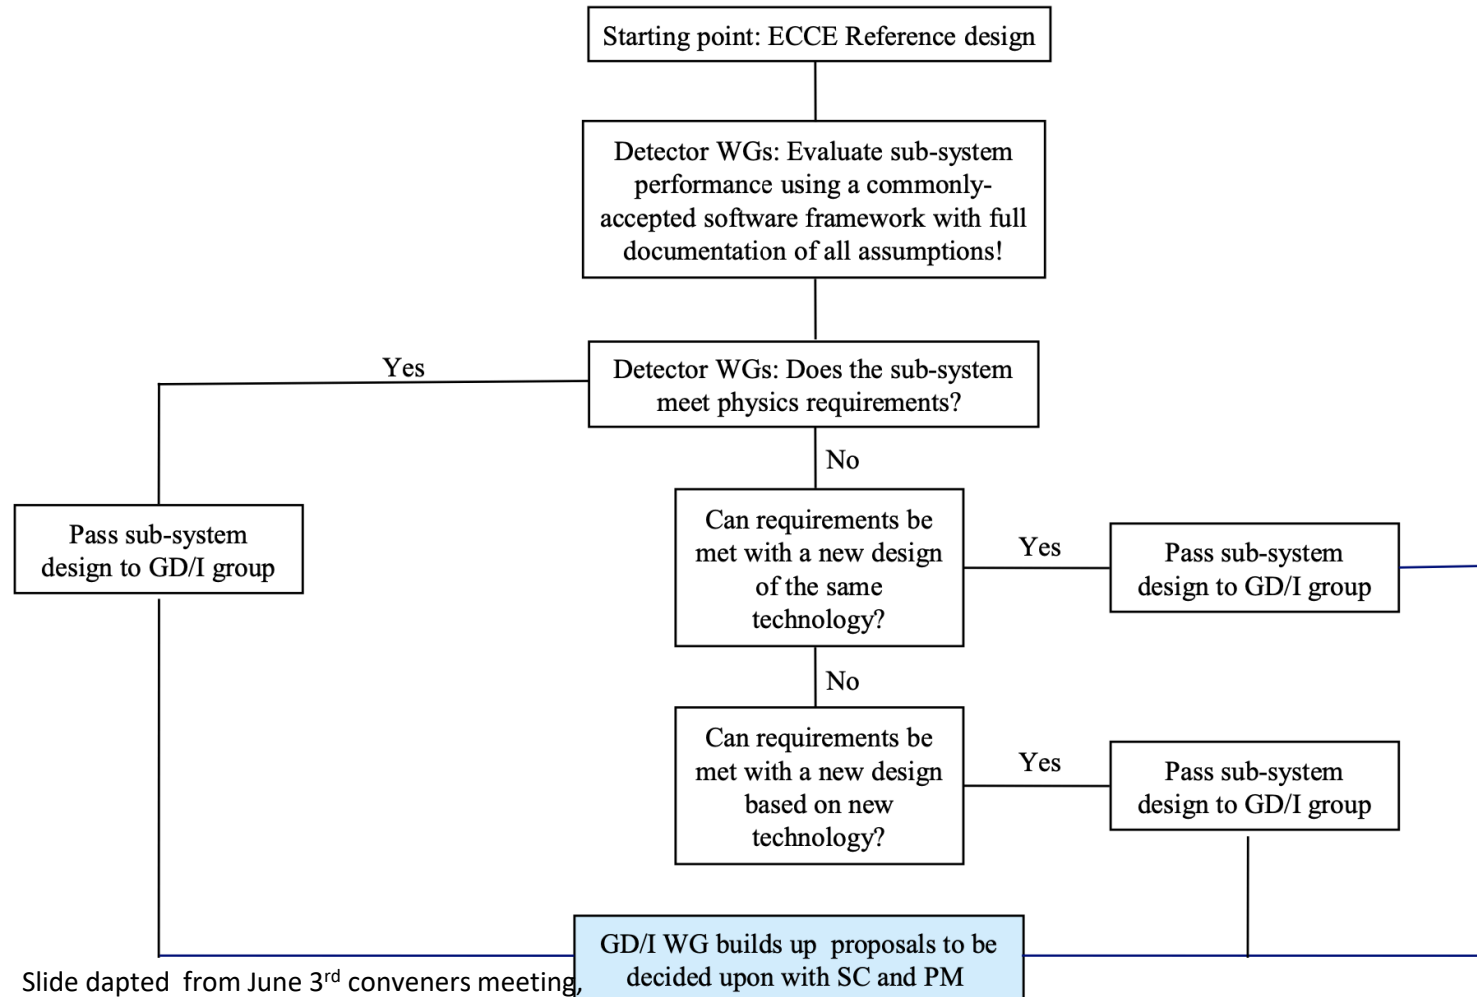 Starting point: ECCE Reference design
Detector WGs: Evaluate sub-system
performance using a commonly-
accepted software framework with full
documentation of all assumptions!
Yes
Detector WGs: Does the sub-system
meet physics requirements?
No
Pass sub-system
design to GD/I group
Can requirements be
met with a new design
of the same
technology?
Yes
Pass sub-system
design to GD/I group
No
Can requirements be
met with a new design
based on new
technology?
Yes
Pass sub-system
design to GD/I group
GD/I WG builds up  proposals to be
decided upon with SC and PM
Slide dapted  from June 3rd conveners meeting,